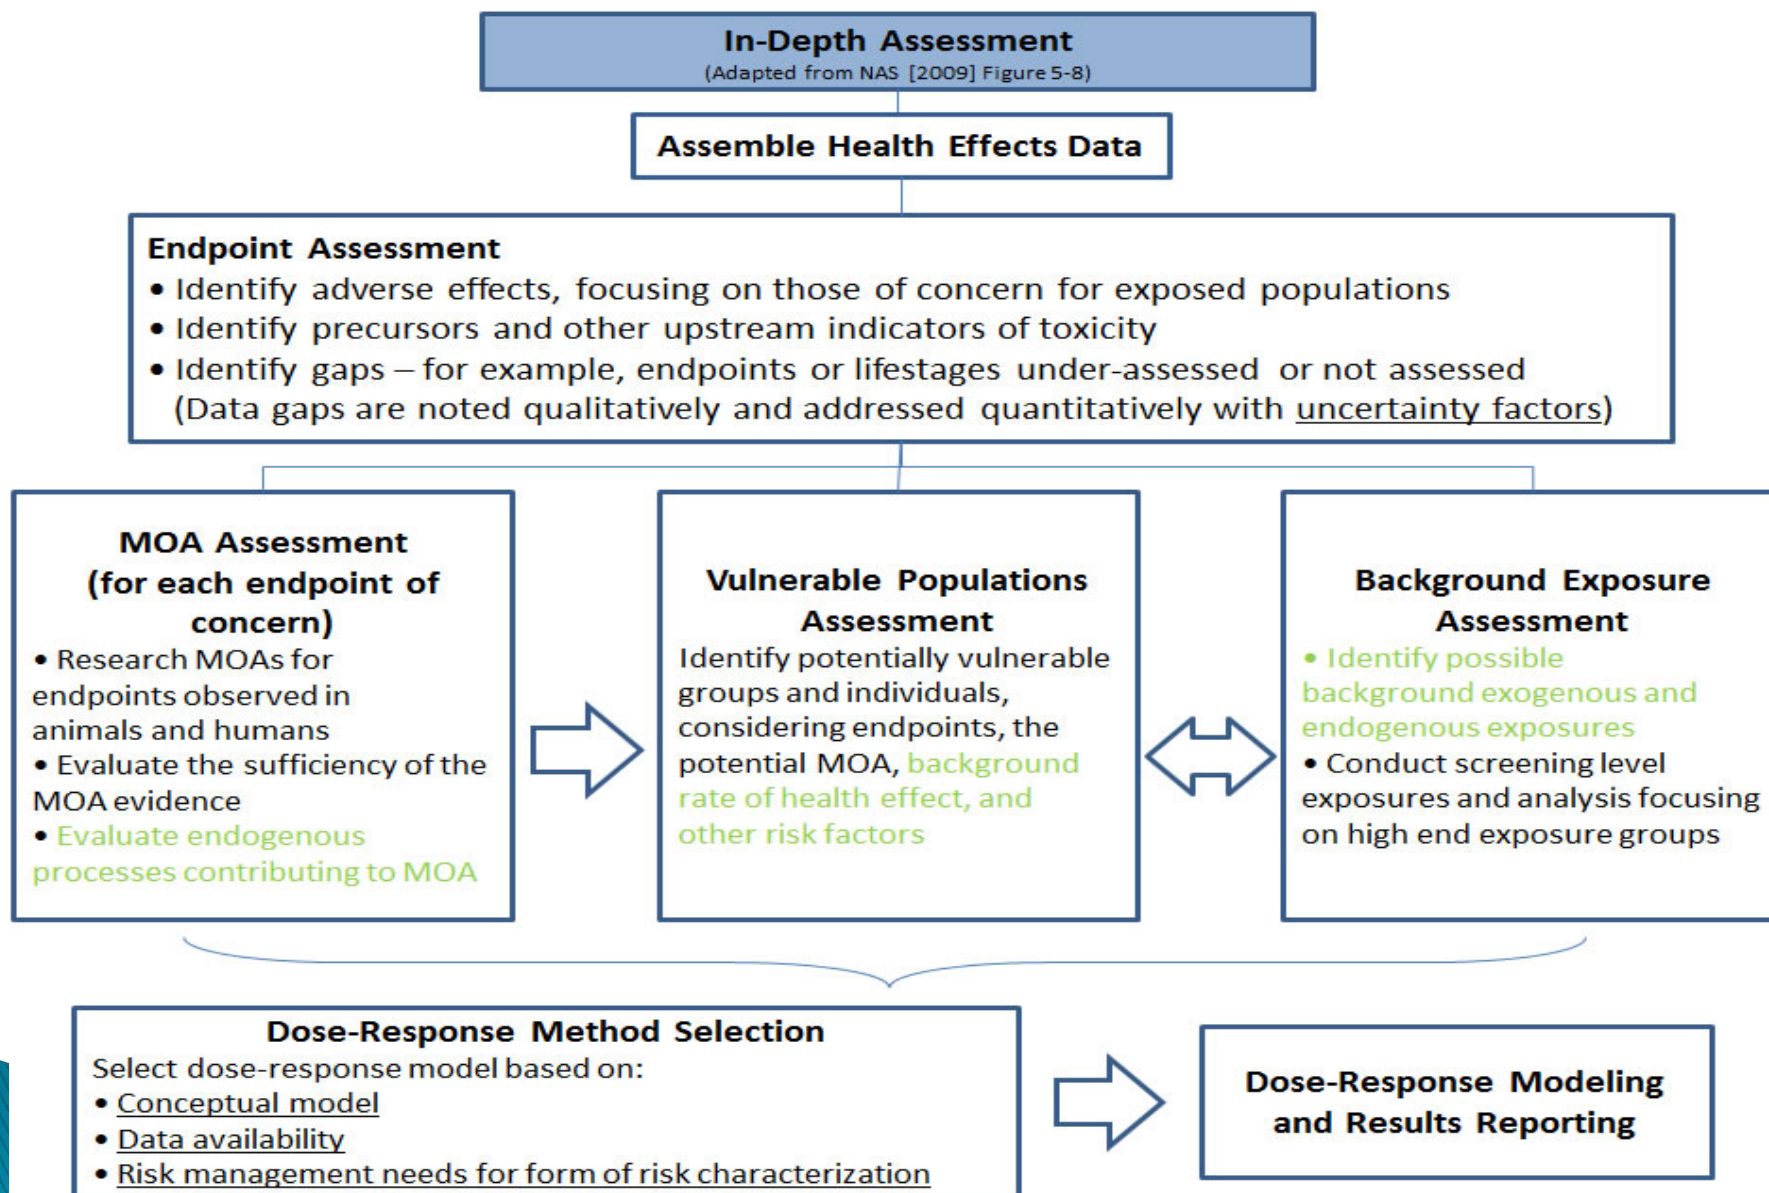 In-Depth Assessment
(Adapted from NAS [2009] Figure 5-8)
Assemble Health Effects Data
Endpoint Assessment
• Identify adverse effects, focusing on those of concern for exposed populations
• Identify precursors and other upstream indicators of toxicity
• Identify gaps – for example, endpoints or lifestages under-assessed or not assessed
(Data gaps are noted qualitatively and addressed quantitatively with uncertainty factors)
MOA Assessment
(for each endpoint of
concern)
• Research MOAs for
endpoints observed in
animals and humans
• Evaluate the sufficiency of the
MOA evidence
• Evaluate endogenous
processes contributing to MOA
Vulnerable Populations
Assessment
Identify potentially vulnerable
groups and individuals,
considering endpoints, the
potential MOA, background
rate of health effect, and
other risk factors
Background Exposure
Assessment
• Identify possible
background exogenous and
endogenous exposures
• Conduct screening level
exposures and analysis focusing
on high end exposure groups
Dose-Response Method Selection
Select dose-response model based on:
• Conceptual model
• Data availability
• Risk management needs for form of risk characterization
Dose-Response Modeling
and Results Reporting